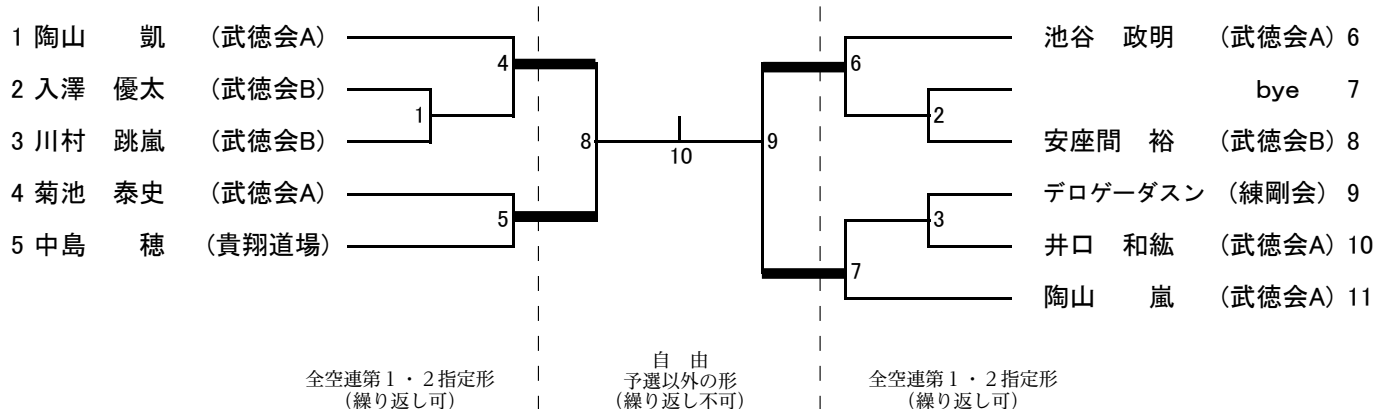 1 陶山　凱 (武徳会A)
2 入澤 優太 (武徳会B)
3 川村 跳嵐 (武徳会B)
4 菊池 泰史 (武徳会A)
5 中島　穂 (貴翔道場)
1
4
5
8
10
9
6
2
3
7
池谷 政明 (武徳会A) 6
bye 7
安座間 裕 (武徳会B) 8
デロゲーダスン (練剛会) 9
井口 和紘 (武徳会A) 10
陶山　嵐 (武徳会A) 11
全空連第1・2指定形
(繰り返し可)
自 由
予選以外の形
(繰り返し不可)
全空連第1・2指定形
(繰り返し可)